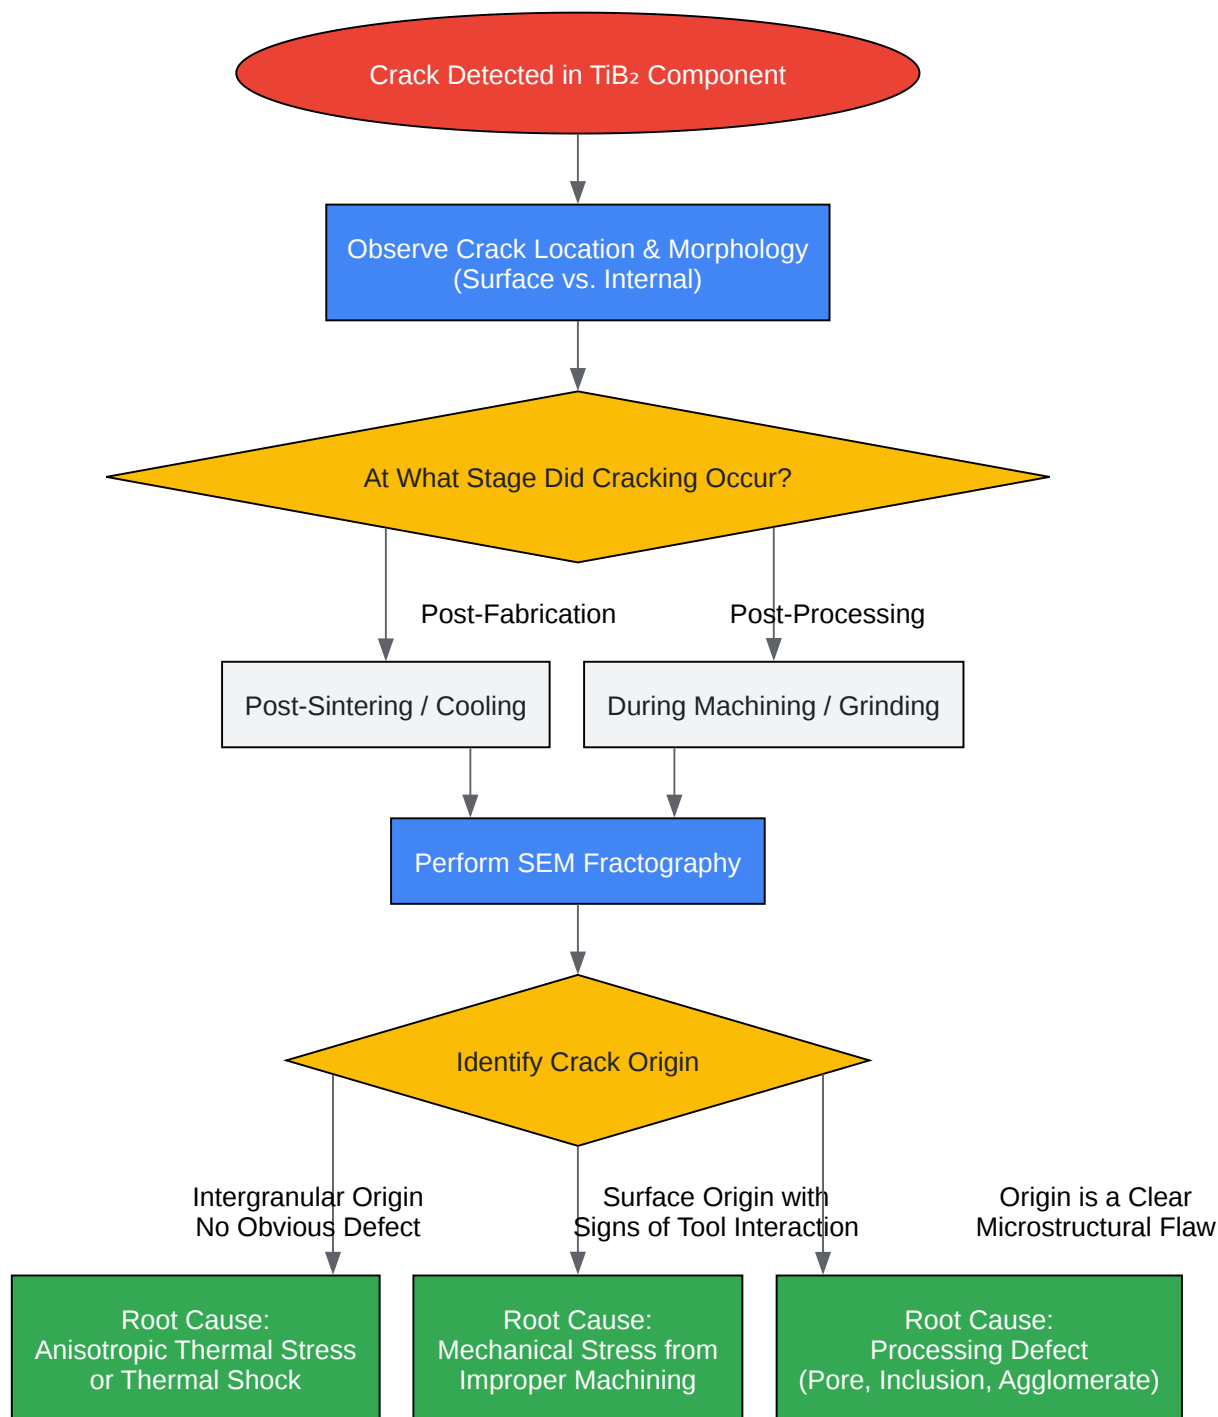 Crack Detected in TiB₂ Component
Observe Crack Location & Morphology
(Surface vs. Internal)
At What Stage Did Cracking Occur?
Post-Fabrication
Post-Processing
Post-Sintering / Cooling
During Machining / Grinding
Perform SEM Fractography
Identify Crack Origin
Intergranular Origin
No Obvious Defect
Surface Origin with
Signs of Tool Interaction
Origin is a Clear
Microstructural Flaw
Root Cause:
Anisotropic Thermal Stress
or Thermal Shock
Root Cause:
Mechanical Stress from
Improper Machining
Root Cause:
Processing Defect
(Pore, Inclusion, Agglomerate)